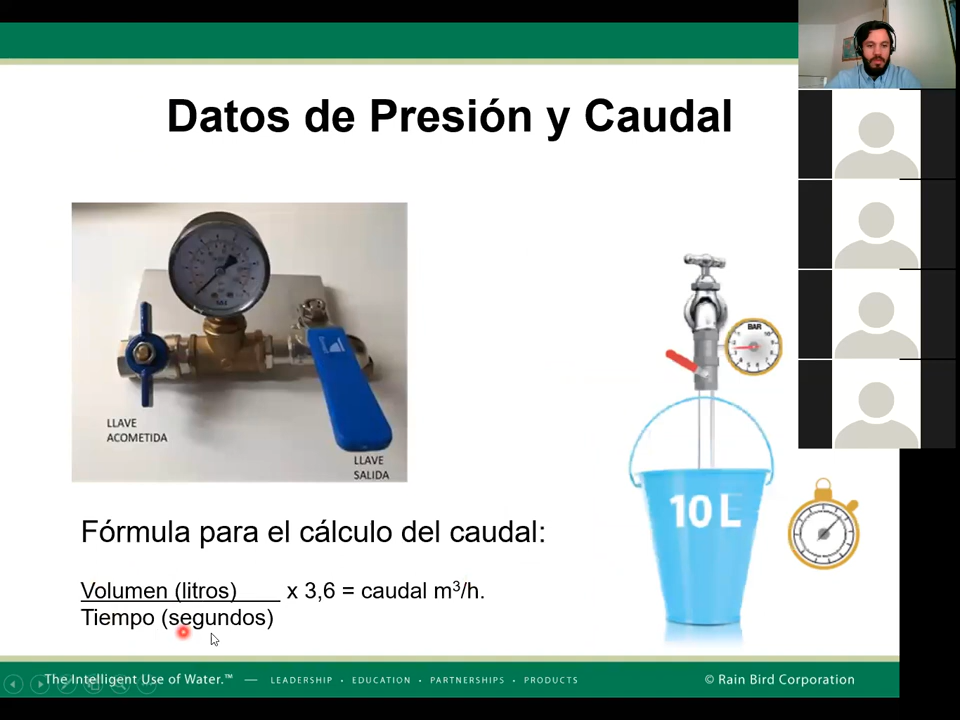 Datos de Presión y Caudal
LLAVE
ACOMETIDA
LLAVE
SALIDA
BAR
10 L
Fórmula para el cálculo del caudal:
Volumen (litros) x 3,6 = caudal m³/h.
Tiempo (segundos)
The Intelligent Use of Water.™ — LEADERSHIP • EDUCATION • PARTNERSHIPS • PRODUCTS © Rain Bird Corporation